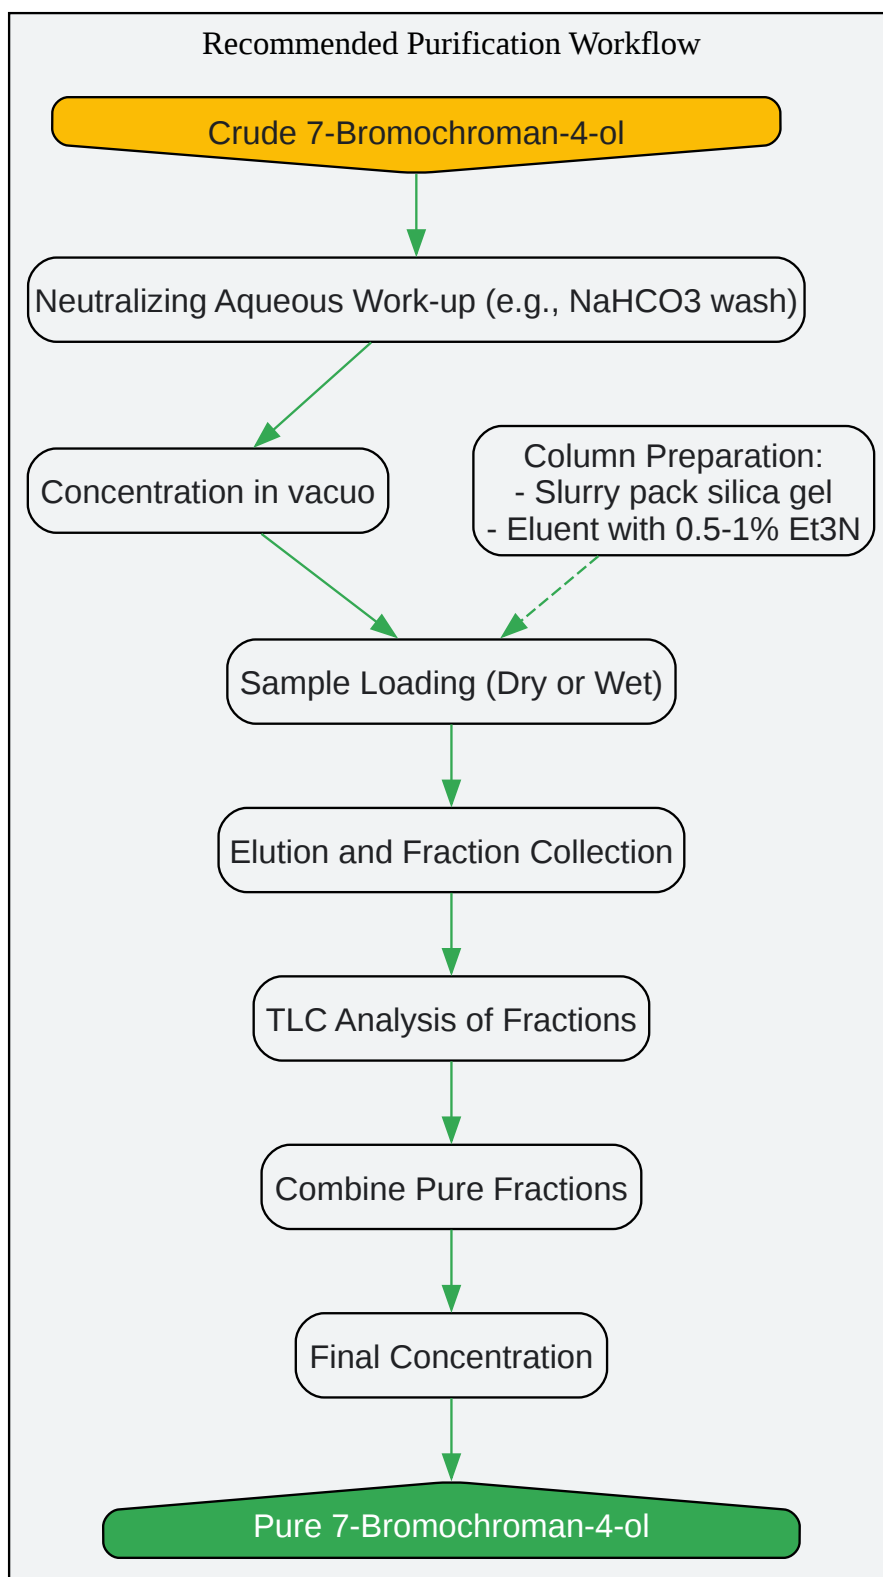 Recommended Purification Workflow
Crude 7-Bromochroman-4-ol
Neutralizing Aqueous Work-up (e.g., NaHCO3 wash)
Concentration in vacuo
Column Preparation:
- Slurry pack silica gel
- Eluent with 0.5-1% Et3N
Sample Loading (Dry or Wet)
Elution and Fraction Collection
TLC Analysis of Fractions
Combine Pure Fractions
Final Concentration
Pure 7-Bromochroman-4-ol